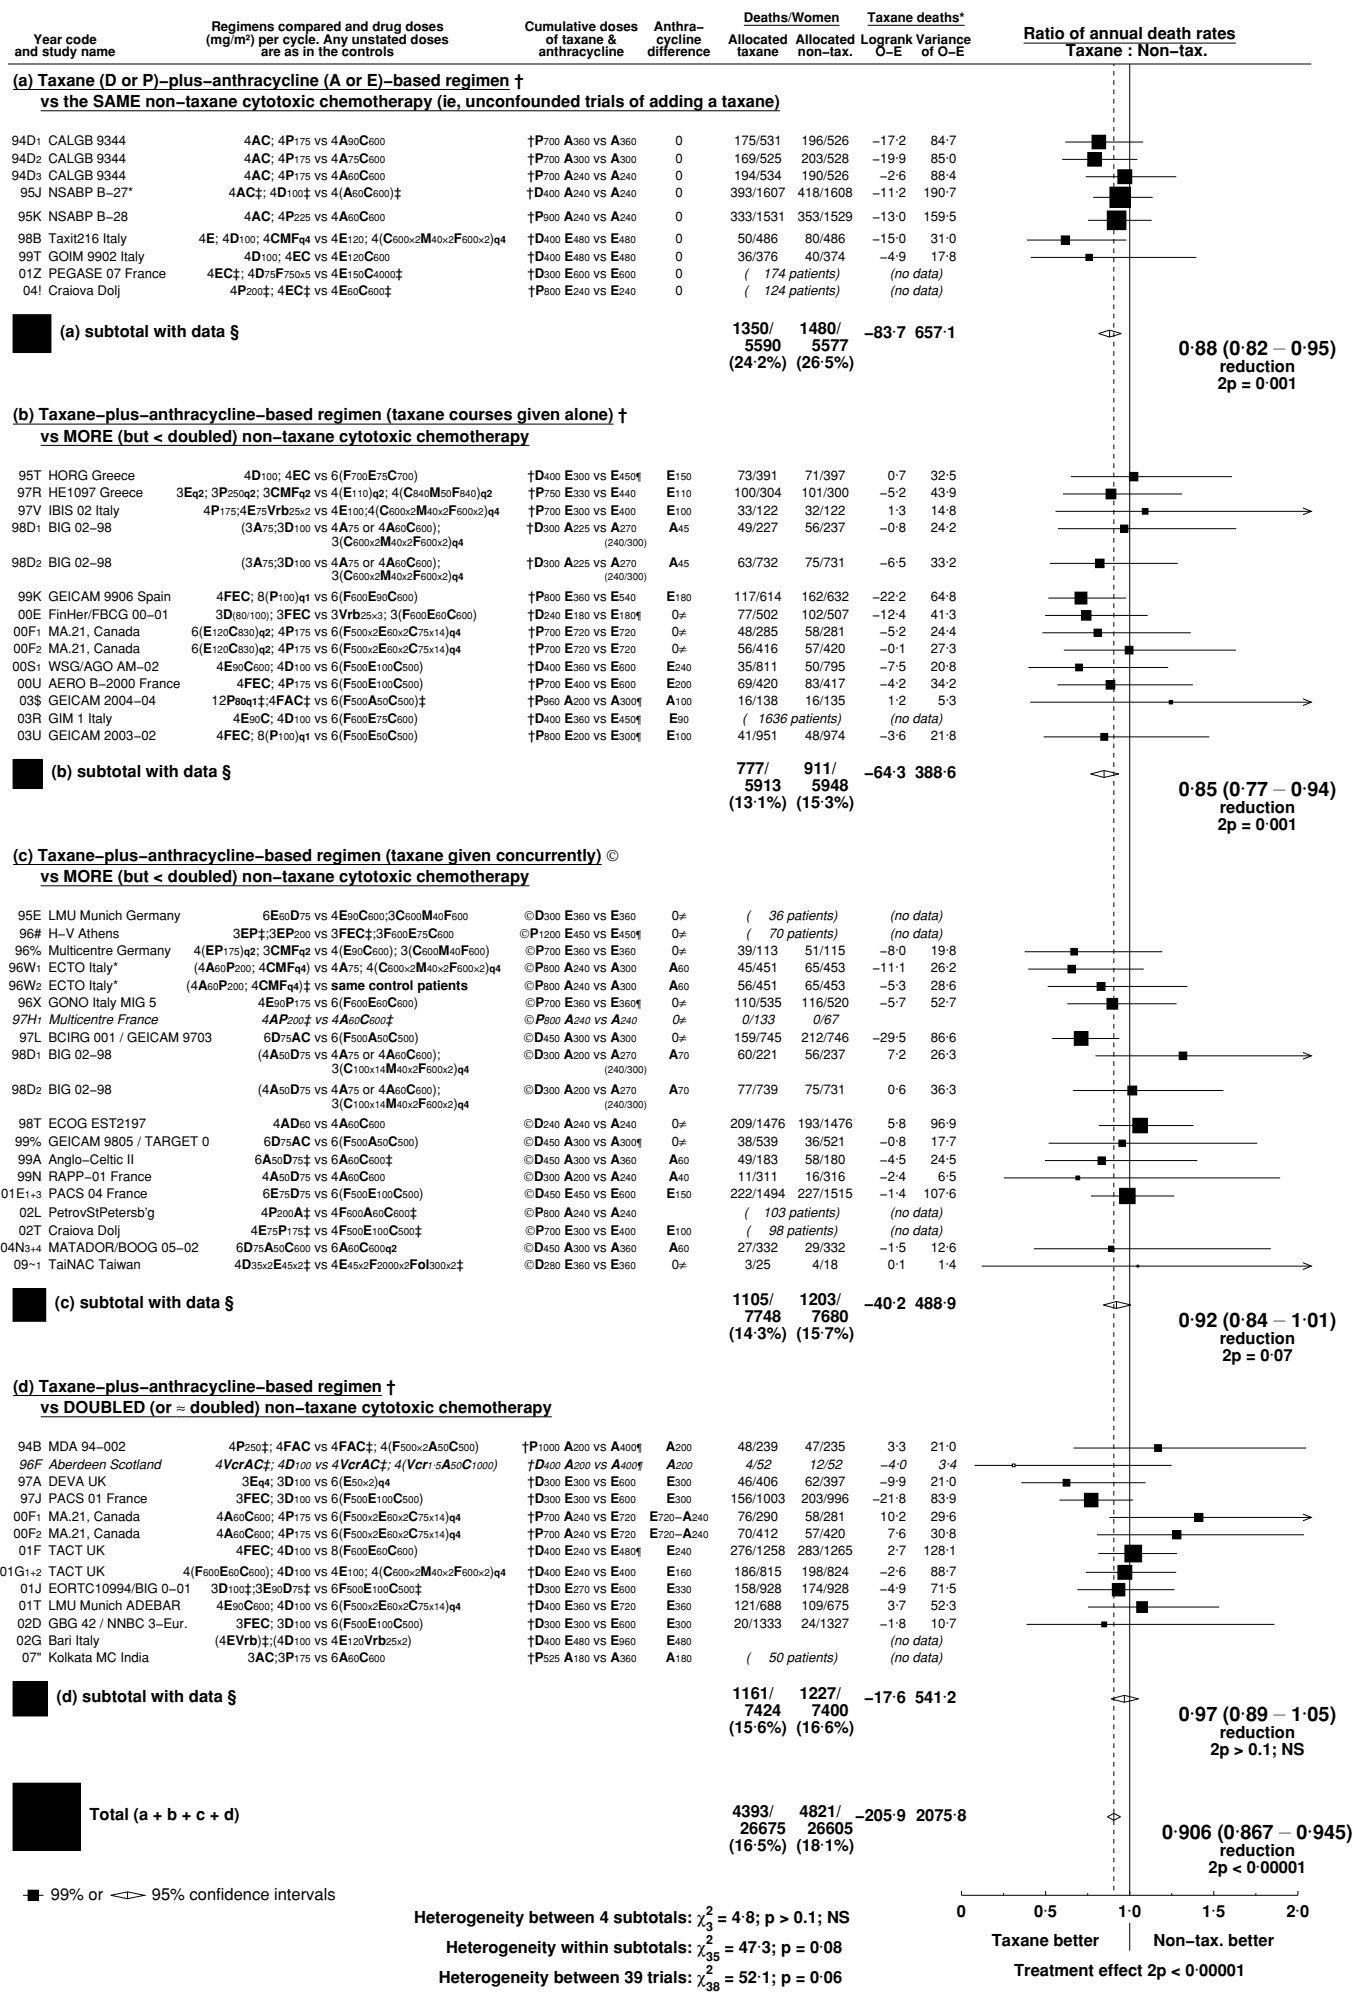 Year code and study name | Regimens compared and drug doses (mg/m²) per cycle. Any unstated doses are as in the controls | Cumulative doses of taxane & anthracycline | Anthra−cycline difference | Deaths/Women | Taxane deaths*
Allocated taxane | Allocated non−tax. | Logrank O−E | Variance of O−E | Ratio of annual death rates Taxane : Non−tax.
(a) Taxane (D or P)−plus−anthracycline (A or E)−based regimen †
vs the SAME non−taxane cytotoxic chemotherapy (ie, unconfounded trials of adding a taxane)
94D1 CALGB 9344 4AC; 4P175 vs 4A90C600 †P700 A360 vs A360 0 175/531 196/526 −17·2 84·7
94D2 CALGB 9344 4AC; 4P175 vs 4A75C600 †P700 A300 vs A300 0 169/525 203/528 −19·9 85·0
94D3 CALGB 9344 4AC; 4P175 vs 4A60C600 †P700 A240 vs A240 0 194/534 190/526 −2·6 88·4
95J NSABP B−27* 4AC‡; 4D100‡ vs 4(A60C600)‡ †D400 A240 vs A240 0 393/1607 418/1608 −11·2 190·7
95K NSABP B−28 4AC; 4P225 vs 4A60C600 †P900 A240 vs A240 0 333/1531 353/1529 −13·0 159·5
98B Taxit216 Italy 4E; 4D100; 4CMFq4 vs 4E120; 4(C600×2M40×2F600×2)q4 †D400 E480 vs E480 0 50/486 80/486 −15·0 31·0
99T GOIM 9902 Italy 4D100; 4EC vs 4E120C600 †D400 E480 vs E480 0 36/376 40/374 −4·9 17·8
01Z PEGASE 07 France 4EC‡; 4D75F750x5 vs 4E150C4000‡ †D300 E600 vs E600 0 ( 174 patients) (no data)
04! Craiova Dolj 4P200‡; 4EC‡ vs 4E60C600‡ †P800 E240 vs E240 0 ( 124 patients) (no data)
(a) subtotal with data § 1350/5590 (24·2%) 1480/5577 (26·5%) −83·7 657·1
0·88 (0·82 − 0·95)
reduction
2p = 0·001
(b) Taxane−plus−anthracycline−based regimen (taxane courses given alone) †
vs MORE (but < doubled) non−taxane cytotoxic chemotherapy
95T HORG Greece 4D100; 4EC vs 6(F700E75C700) †D400 E300 vs E450¶ E150 73/391 71/397 0·7 32·5
97R HE1097 Greece 3Eq2; 3P250q2; 3CMFq2 vs 4(E110)q2; 4(C840M50F840)q2 †P750 E330 vs E440 E110 100/304 101/300 −5·2 43·9
97V IBIS 02 Italy 4P175;4E75Vrb25x2 vs 4E100;4(C600x2M40x2F600x2)q4 †P700 E300 vs E400 E100 33/122 32/122 1·3 14·8
98D1 BIG 02−98 (3A75;3D100 vs 4A75 or 4A60C600); †D300 A225 vs A270 A45 49/227 56/237 −0·8 24·2
3(C600x2M40x2F600x2)q4 (240/300)
98D2 BIG 02−98 (3A75;3D100 vs 4A75 or 4A60C600); †D300 A225 vs A270 A45 63/732 75/731 −6·5 33·2
3(C600x2M40x2F600x2)q4 (240/300)
99K GEICAM 9906 Spain 4FEC; 8(P100)q1 vs 6(F600E90C600) †P800 E360 vs E540 E180 117/614 162/632 −22·2 64·8
00E FinHer/FBCG 00−01 3D(80/100); 3FEC vs 3Vrb25×3; 3(F600E60C600) †D240 E180 vs E180¶ 0≠ 77/502 102/507 −12·4 41·3
00F1 MA.21, Canada 6(E120C830)q2; 4P175 vs 6(F500x2E60x2C75x14)q4 †P700 E720 vs E720 0≠ 48/285 58/281 −5·2 24·4
00F2 MA.21, Canada 6(E120C830)q2; 4P175 vs 6(F500x2E60x2C75x14)q4 †P700 E720 vs E720 0≠ 56/416 57/420 −0·1 27·3
00S1 WSG/AGO AM−02 4E90C600; 4D100 vs 6(F500E100C500) †D400 E360 vs E600 E240 35/811 50/795 −7·5 20·8
00U AERO B−2000 France 4FEC; 4P175 vs 6(F500E100C500) †P700 E400 vs E600 E200 69/420 83/417 −4·2 34·2
03$ GEICAM 2004−04 12P80q1‡;4FAC‡ vs 6(F500A50C500)‡ †P960 A200 vs A300¶ A100 16/138 16/135 1·2 5·3
03R GIM 1 Italy 4E90C; 4D100 vs 6(F600E75C600) †D400 E360 vs E450¶ E90 ( 1636 patients) (no data)
03U GEICAM 2003−02 4FEC; 8(P100)q1 vs 6(F500E50C500) †P800 E200 vs E300¶ E100 41/951 48/974 −3·6 21·8
(b) subtotal with data § 777/5913 (13·1%) 911/5948 (15·3%) −64·3 388·6
0·85 (0·77 − 0·94)
reduction
2p = 0·001
(c) Taxane−plus−anthracycline−based regimen (taxane given concurrently) ©
vs MORE (but < doubled) non−taxane cytotoxic chemotherapy
95E LMU Munich Germany 6E60D75 vs 4E90C600;3C600M40F600 ©D300 E360 vs E360 0≠ ( 36 patients) (no data)
96# H−V Athens 3EP‡;3EP200 vs 3FEC‡;3F600E75C600 ©P1200 E450 vs E450¶ 0≠ ( 70 patients) (no data)
96% Multicentre Germany 4(EP175)q2; 3CMFq2 vs 4(E90C600); 3(C600M40F600) ©P700 E360 vs E360 0≠ 39/113 51/115 −8·0 19·8
96W1 ECTO Italy* (4A60P200; 4CMFq4) vs 4A75; 4(C600×2M40×2F600×2)q4 ©P800 A240 vs A300 A60 45/451 65/453 −11·1 26·2
96W2 ECTO Italy* (4A60P200; 4CMFq4)‡ vs same control patients ©P800 A240 vs A300 A60 56/451 65/453 −5·3 28·6
96X GONO Italy MIG 5 4E90P175 vs 6(F600E60C600) ©P700 E360 vs E360¶ 0≠ 110/535 116/520 −5·7 52·7
97H1 Multicentre France 4AP200‡ vs 4A60C600‡ ©P800 A240 vs A240 0≠ 0/133 0/67
97L BCIRG 001 / GEICAM 9703 6D75AC vs 6(F500A50C500) ©D450 A300 vs A300 0≠ 159/745 212/746 −29·5 86·6
98D1 BIG 02−98 (4A50D75 vs 4A75 or 4A60C600); ©D300 A200 vs A270 A70 60/221 56/237 7·2 26·3
3(C100x14M40x2F600x2)q4 (240/300)
98D2 BIG 02−98 (4A50D75 vs 4A75 or 4A60C600); ©D300 A200 vs A270 A70 77/739 75/731 0·6 36·3
3(C100x14M40x2F600x2)q4 (240/300)
98T ECOG EST2197 4AD60 vs 4A60C600 ©D240 A240 vs A240 0≠ 209/1476 193/1476 5·8 96·9
99% GEICAM 9805 / TARGET 0 6D75AC vs 6(F500A50C500) ©D450 A300 vs A300¶ 0≠ 38/539 36/521 −0·8 17·7
99A Anglo-Celtic II 6A50D75‡ vs 6A60C600‡ ©D450 A300 vs A360 A60 49/183 58/180 −4·5 24·5
99N RAPP−01 France 4A50D75 vs 4A60C600 ©D300 A200 vs A240 A40 11/311 16/316 −2·4 6·5
01E1+3 PACS 04 France 6E75D75 vs 6(F500E100C500) ©D450 E450 vs E600 E150 222/1494 227/1515 −1·4 107·6
02L PetrovStPetersb'g 4P200A‡ vs 4F600A60C600‡ ©P800 A240 vs A240 ( 103 patients) (no data)
02T Craiova Dolj 4E75P175‡ vs 4F500E100C500‡ ©P700 E300 vs E400 E100 ( 98 patients) (no data)
04N3+4 MATADOR/BOOG 05−02 6D75A50C500 vs 6A60C600q2 ©D450 A300 vs A360 A60 27/332 29/332 −1·5 12·6
09~1 TaiNAC Taiwan 4D35x2E45x2‡ vs 4E45x2F2000x2Fol300x2‡ ©D280 E360 vs E360 0≠ 3/25 4/18 0·1 1·4
(c) subtotal with data § 1105/7748 (14·3%) 1203/7680 (15·7%) −40·2 488·9
0·92 (0·84 − 1·01)
reduction
2p = 0·07
(d) Taxane−plus−anthracycline−based regimen †
vs DOUBLED (or ≈ doubled) non−taxane cytotoxic chemotherapy
94B MDA 94−002 4P250‡; 4FAC vs 4FAC‡; 4(F500×2A50C500) †P1000 A200 vs A400¶ A200 48/239 47/235 3·3 21·0
96F Aberdeen Scotland 4VcrAC‡; 4D100 vs 4VcrAC‡; 4(Vcr1·5A50C1000) †D400 A200 vs A400¶ A200 4/52 12/52 −4·0 3·4
97A DEVA UK 3Eq4; 3D100 vs 6(E50×2)q4 †D300 E300 vs E600 E300 46/406 62/397 −9·9 21·0
97J PACS 01 France 3FEC; 3D100 vs 6(F500E100C500) †D300 E300 vs E600 E300 156/1003 203/996 −21·8 83·9
00F1 MA.21, Canada 4A60C600; 4P175 vs 6(F500x2E60x2C75x14)q4 †P700 A240 vs E720 E720−A240 76/290 58/281 10·2 29·6
00F2 MA.21, Canada 4A60C600; 4P175 vs 6(F500x2E60x2C75x14)q4 †P700 A240 vs E720 E720−A240 70/412 57/420 7·6 30·8
01F TACT UK 4FEC; 4D100 vs 8(F600E60C600) †D400 E240 vs E480¶ E240 276/1258 283/1265 2·7 128·1
01G1+2 TACT UK 4(F600E60C600); 4D100 vs 4E100; 4(C600×2M40×2F600×2)q4 †D400 E240 vs E400 E160 186/815 198/824 −2·6 88·7
01J EORTC10994/BIG 0−01 3D100‡;3E90D75‡ vs 6F500E100C500‡ †D300 E270 vs E600 E330 158/928 174/928 −4·9 71·5
01T LMU Munich ADEBAR 4E90C600; 4D100 vs 6(F500x2E60x2C75x14)q4 †D400 E360 vs E720 E360 121/688 109/675 3·7 52·3
02D GBG 42 / NNBC 3−Eur. 3FEC; 3D100 vs 6(F500E100C500) †D300 E300 vs E600 E300 20/1333 24/1327 −1·8 10·7
02G Bari Italy (4EVrb)‡;(4D100 vs 4E120Vrb25x2) †D400 E480 vs E960 E480 (no data)
07" Kolkata MC India 3AC;3P175 vs 6A60C600 †P525 A180 vs A360 A180 ( 50 patients) (no data)
(d) subtotal with data § 1161/7424 (15·6%) 1227/7400 (16·6%) −17·6 541·2
0·97 (0·89 − 1·05)
reduction
2p > 0.1; NS
Total (a + b + c + d) 4393/26675 (16·5%) 4821/26605 (18·1%) −205·9 2075·8
0·906 (0·867 − 0·945)
reduction
2p < 0·00001
99% or 95% confidence intervals
0 0·5 1·0 1·5 2·0
Taxane better Non−tax. better
Treatment effect 2p < 0·00001
Heterogeneity between 4 subtotals: χ²3 = 4·8; p > 0.1; NS
Heterogeneity within subtotals: χ²35 = 47·3; p = 0·08
Heterogeneity between 39 trials: χ²38 = 52·1; p = 0·06